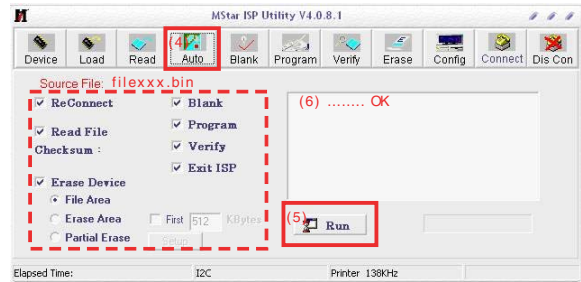 MStar ISP Utility V4.0.8.1
(4)
Device Load Read Auto Blank Program Verify Erase Config Connect Dis Con
Source File: filexxx.bin
ReConnect Blank
Read File Program
Checksum : Verify
Exit ISP
Erase Device
File Area
Erase Area First 512 KBytes
Partial Erase Setup
(6) ........ OK
(5) Run
Elapsed Time: I2C Printer 138KHz